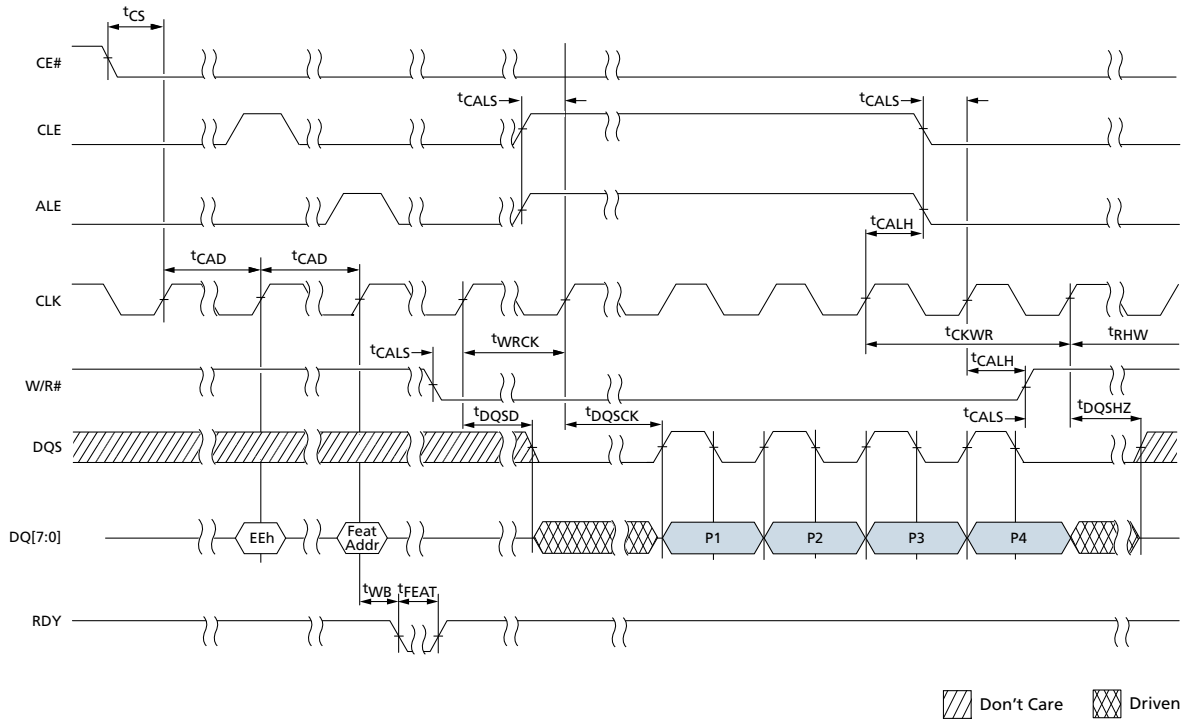 tCS
CE#
tCALS
tCALS
CLE
ALE
tCALH
tCAD
tCAD
CLK
tWRCK
tCKWR
tRHW
tCALS
tCALH
W/R#
tDQSD
tDQSCK
tCALS
tDQSHZ
DQS
DQ[7:0]
EEh
Feat
Addr
P1
P2
P3
P4
tWB
tFEAT
RDY
Don't Care
Driven